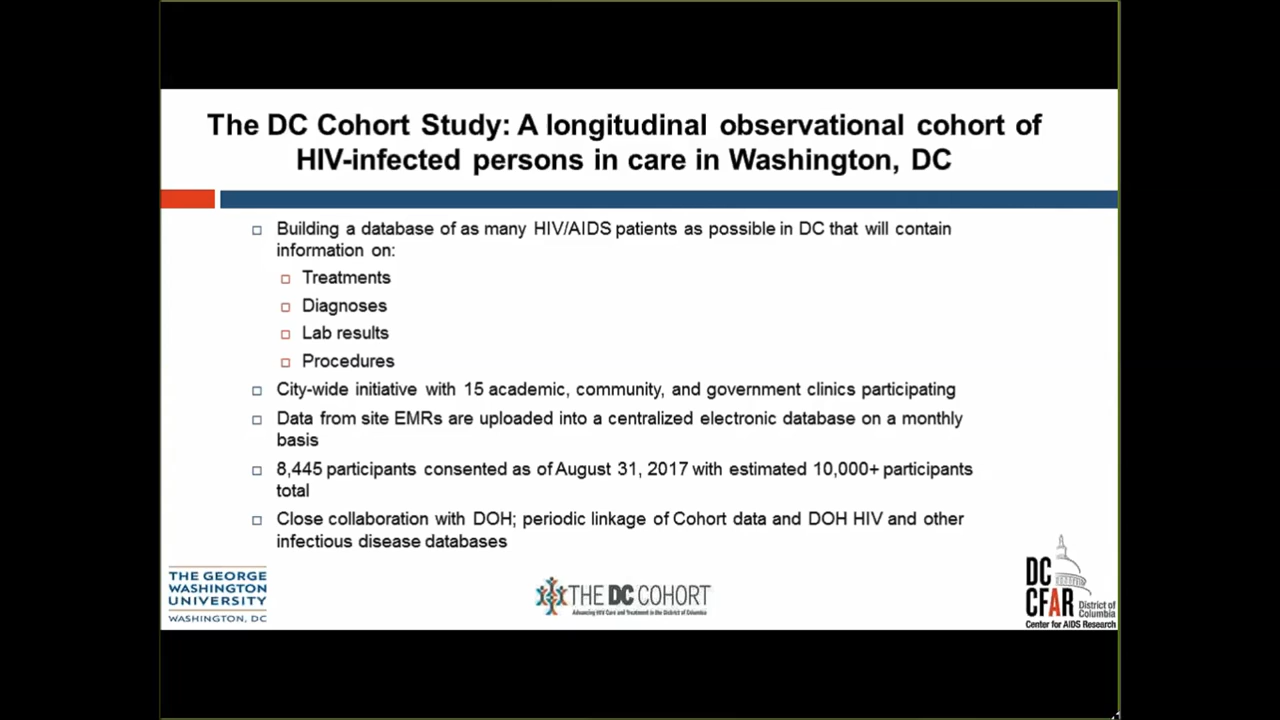 The DC Cohort Study: A longitudinal observational cohort of
HIV-infected persons in care in Washington, DC
Building a database of as many HIV/AIDS patients as possible in DC that will contain
information on:
Treatments
Diagnoses
Lab results
Procedures
City-wide initiative with 15 academic, community, and government clinics participating
Data from site EMRs are uploaded into a centralized electronic database on a monthly
basis
8,445 participants consented as of August 31, 2017 with estimated 10,000+ participants
total
Close collaboration with DOH; periodic linkage of Cohort data and DOH HIV and other
infectious disease databases
THE GEORGE
WASHINGTON
UNIVERSITY
WASHINGTON, DC
THE DC COHORT
Advancing HIV Care and Treatment in the District of Columbia
DC
CFAR
District of
Columbia
Center for AIDS Research